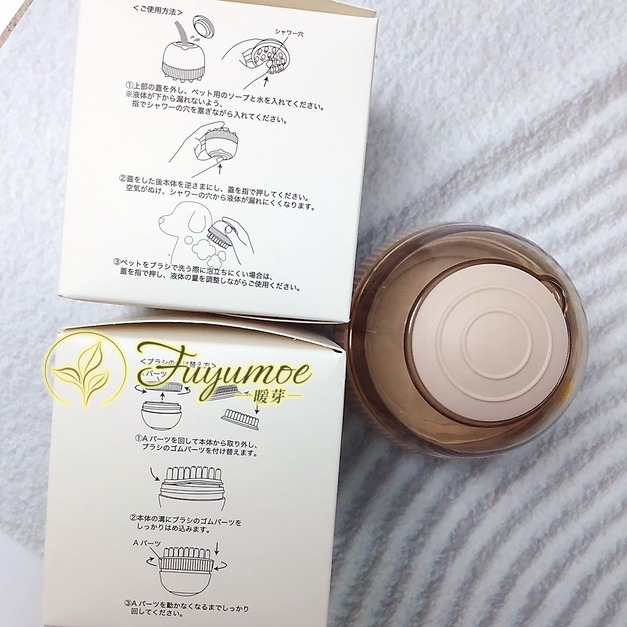 ＜ご使用方法＞
シャワー穴
①上部の蓋を外し、ペット用のソープと水を入れてください。
※液体が下から漏れないよう、
指でシャワーの穴を塞ぎながら入れてください。
②蓋をした後本体を逆さまにし、蓋を指で押してください。
空気がぬけ、シャワーの穴から液体が漏れにくくなります。
③ペットをブラシで洗う際に泡立ちにくい場合は、
蓋を指で押し、液体の量を調整しながらご使用ください。
＜ブラシの付け替え方＞
Fuyumoe
暖芽
A パーツ
①A パーツを回して本体から取り外し、
ブラシのゴムパーツを付け替えます。
②本体の溝にブラシのゴムパーツを
しっかりはめ込みます。
A パーツ
③A パーツを動かなくなるまでしっかり
回してください。